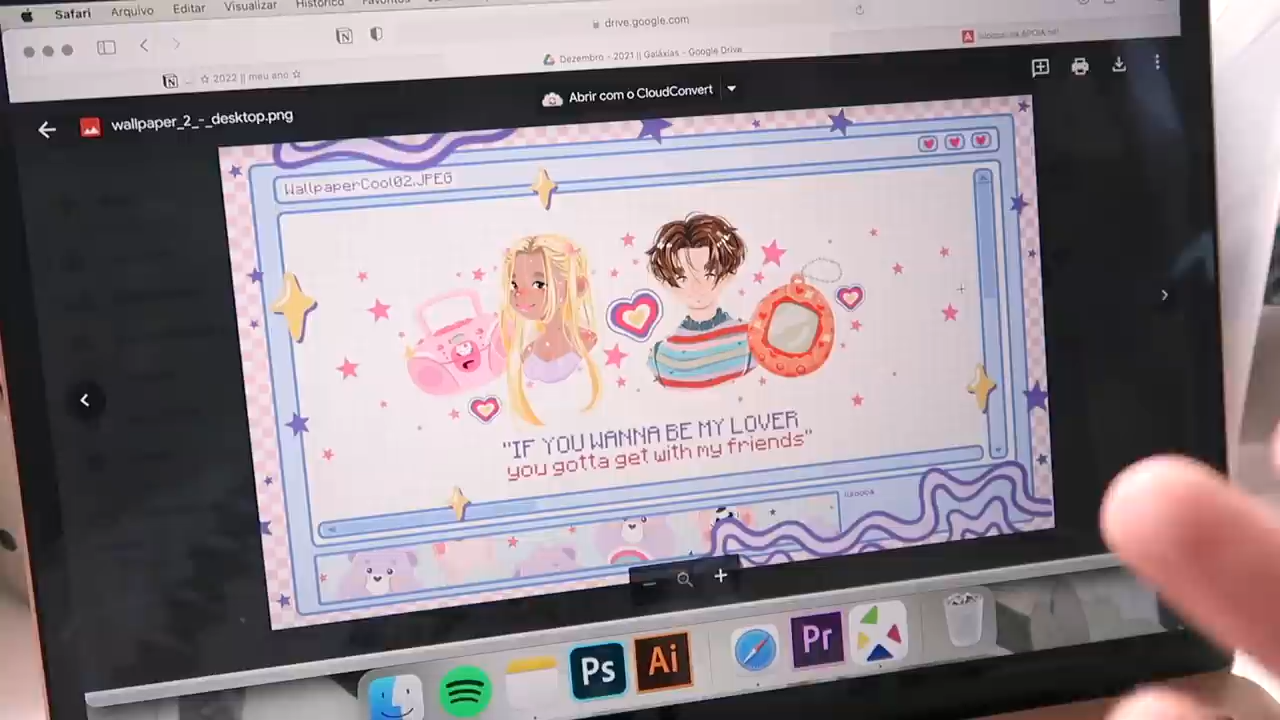 Safari Arquivo Editar Visualizar Histórico Favoritos
drive.google.com
Dezembro - 2021 || Galáxias - Google Drive
... ☆ 2022 || meu ano ☆
wallpaper_2_-_desktop.png
Abrir com o CloudConvert
WallpaperCool02.JPEG
"IF YOU WANNA BE MY LOVER
you gotta get with my friends"
Ps
Ai
Pr